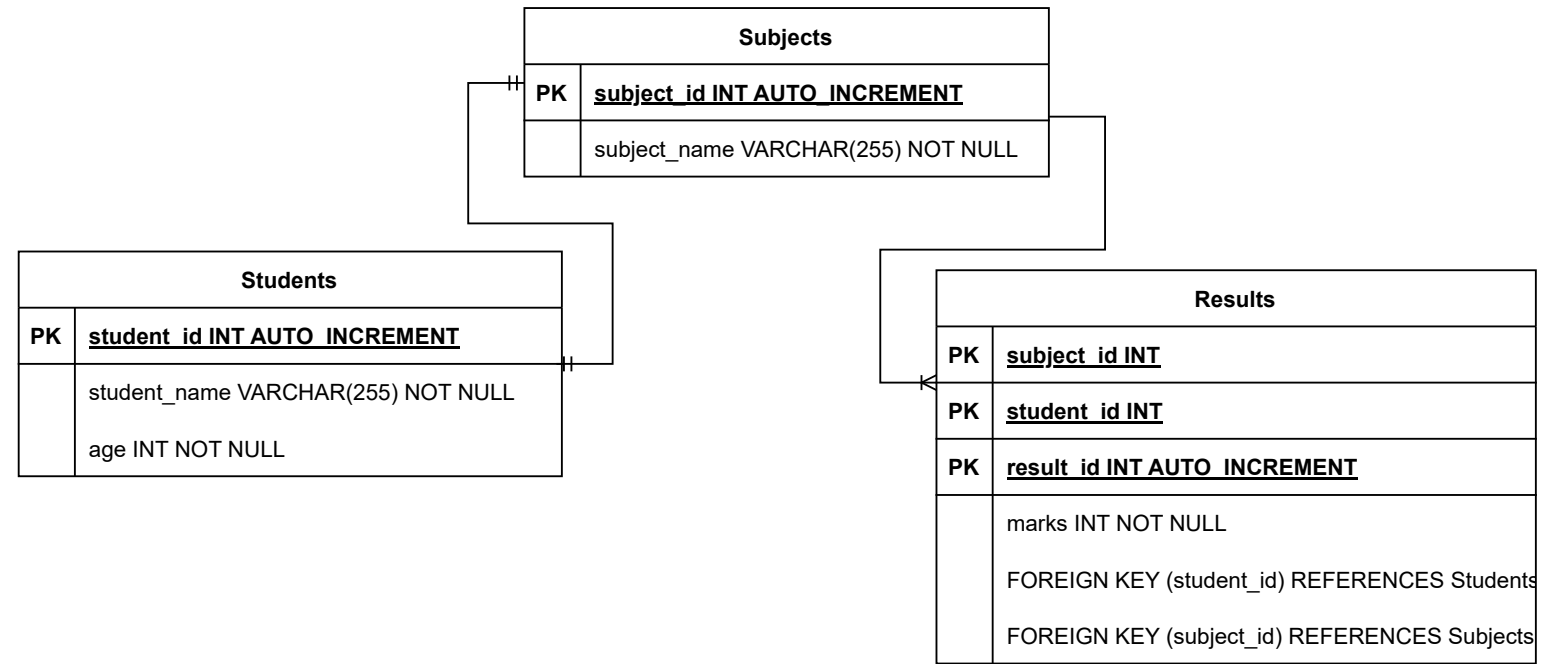 Subjects
PK subject_id INT AUTO_INCREMENT
subject_name VARCHAR(255) NOT NULL
Students
PK student_id INT AUTO_INCREMENT
student_name VARCHAR(255) NOT NULL
age INT NOT NULL
Results
PK subject_id INT
PK student_id INT
PK result_id INT AUTO_INCREMENT
marks INT NOT NULL
FOREIGN KEY (student_id) REFERENCES Students
FOREIGN KEY (subject_id) REFERENCES Subjects